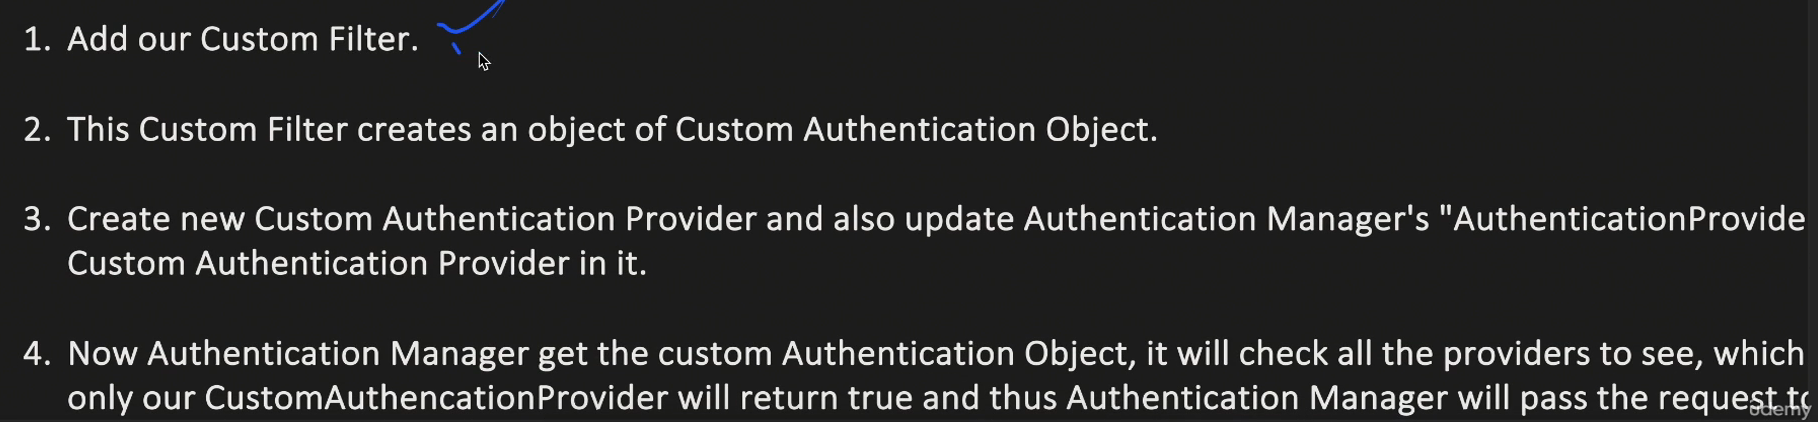 1. Add our Custom Filter.
2. This Custom Filter creates an object of Custom Authentication Object.
3. Create new Custom Authentication Provider and also update Authentication Manager's "AuthenticationProvide
Custom Authentication Provider in it.
4. Now Authentication Manager get the custom Authentication Object, it will check all the providers to see, which
only our CustomAuthencationProvider will return true and thus Authentication Manager will pass the request to
udemy